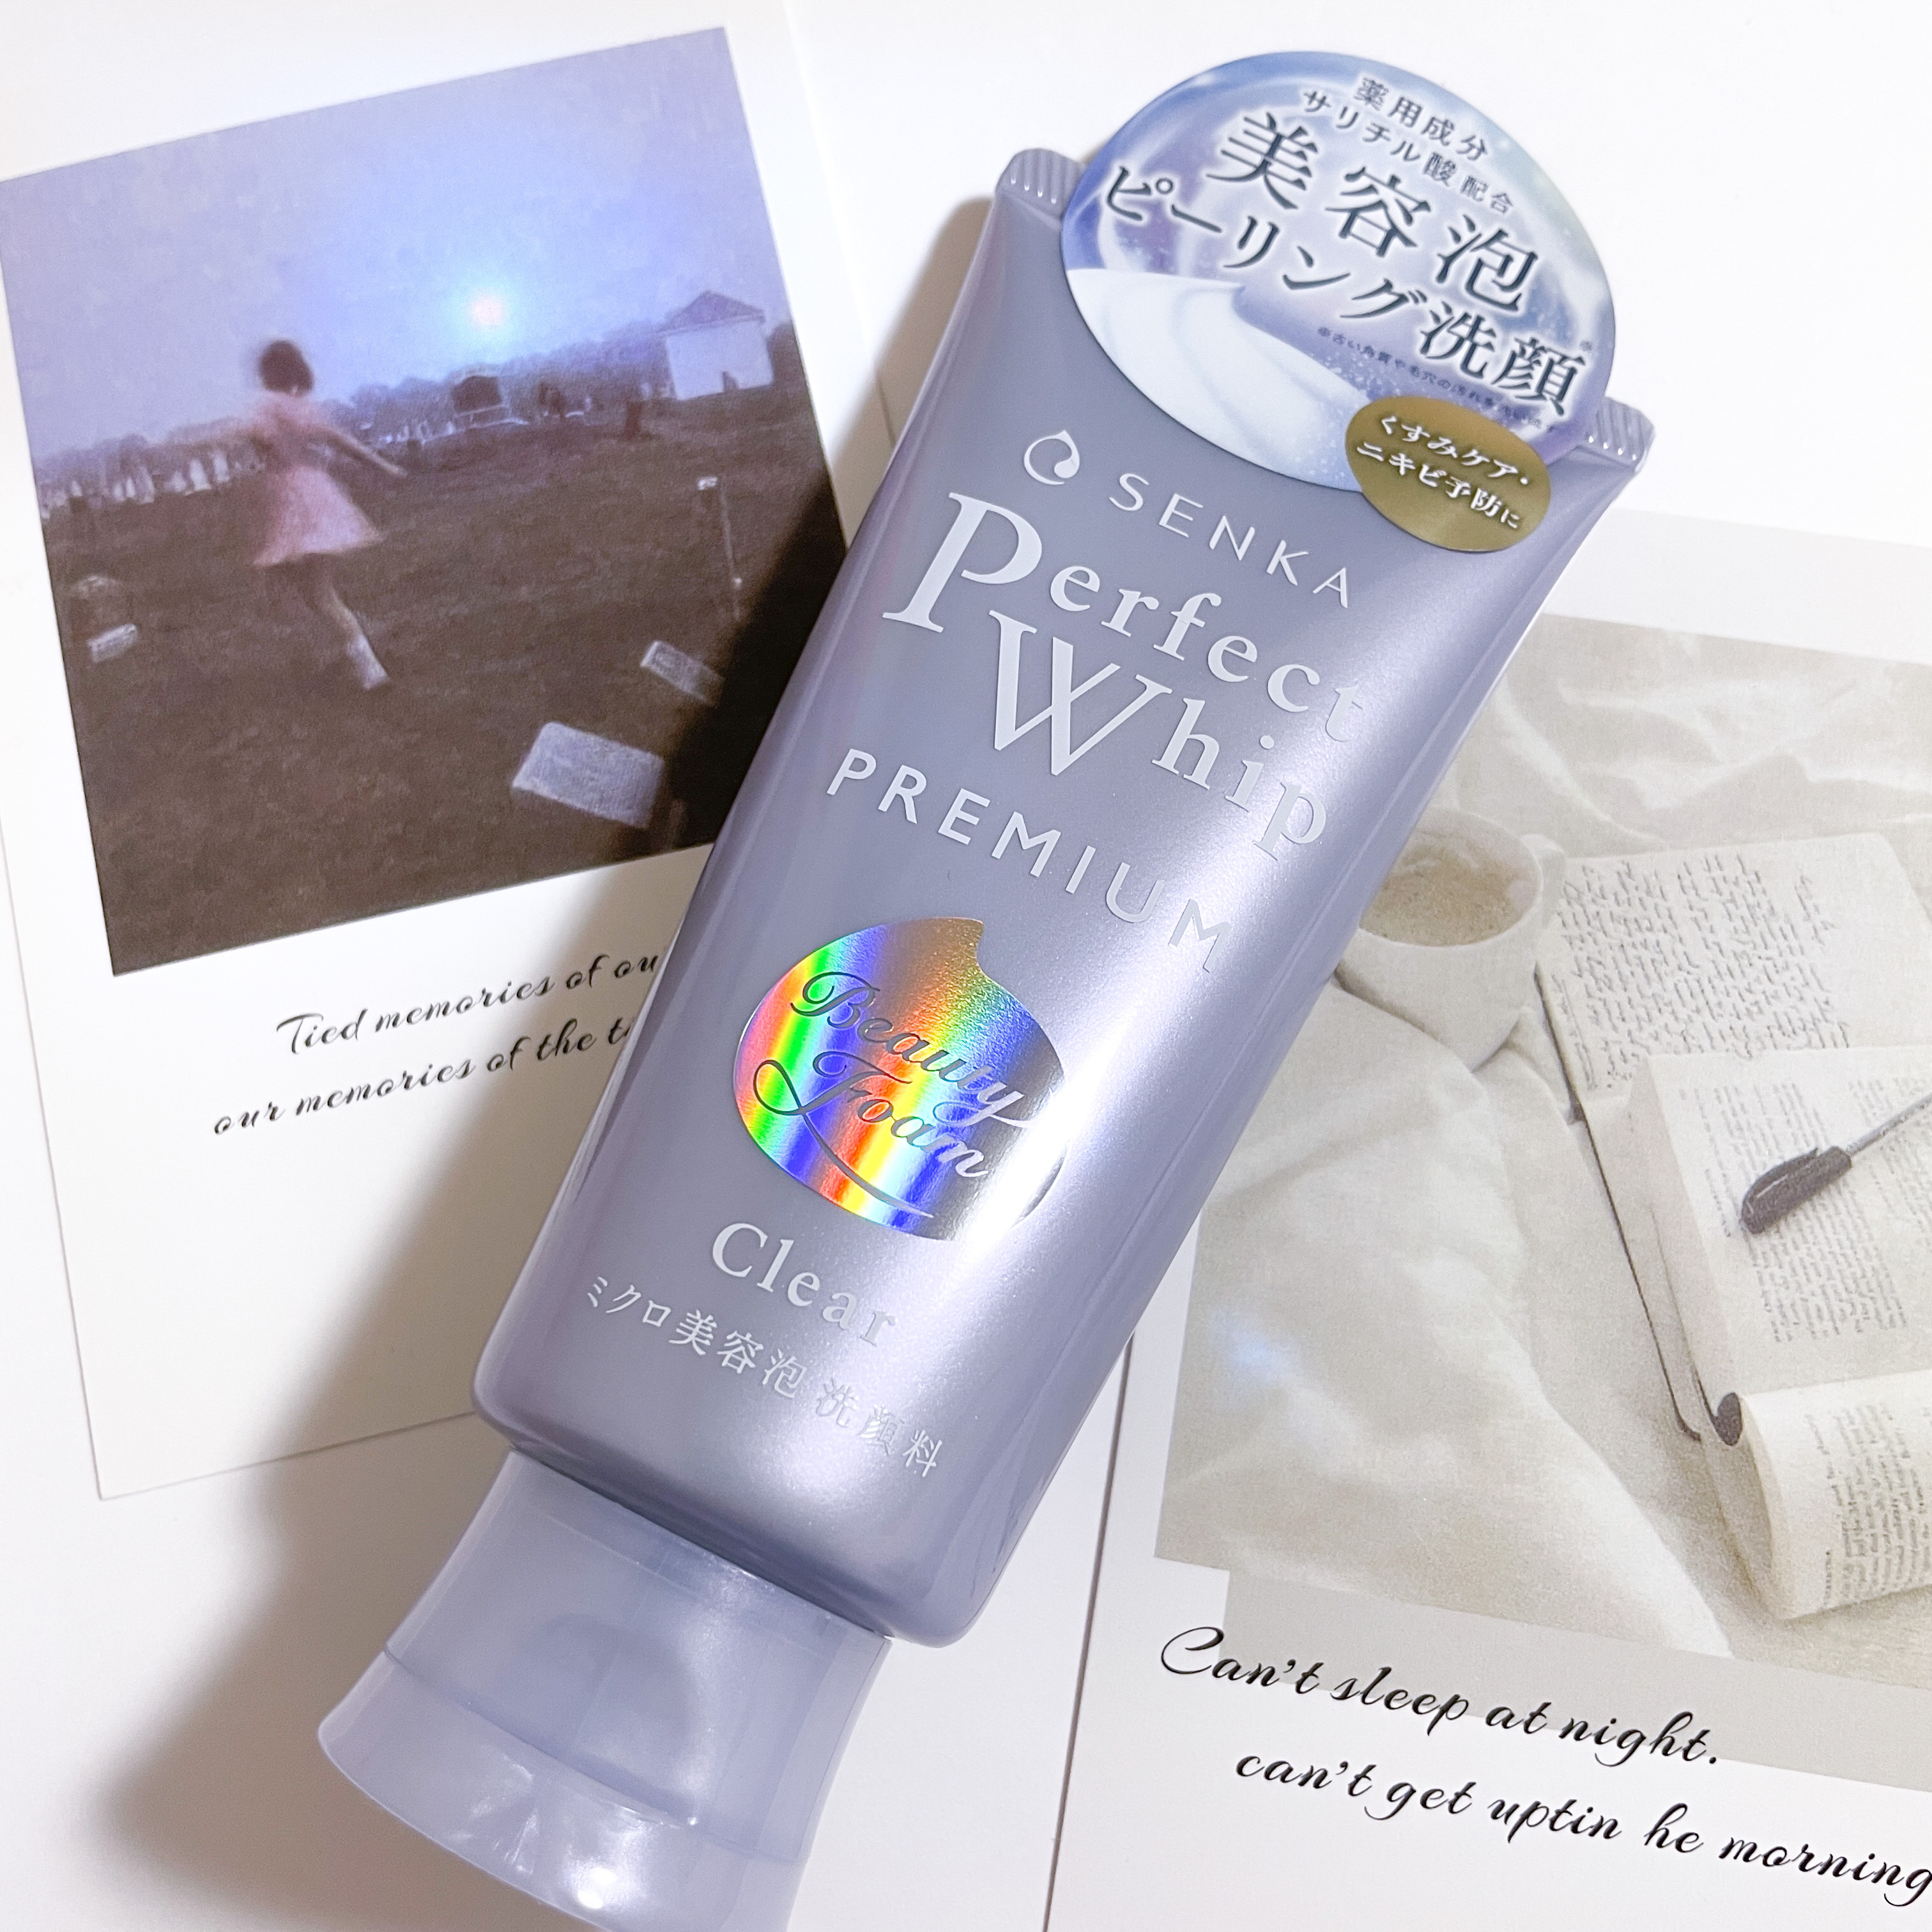 薬用成分
サリチル酸配合
美容泡
ピーリング洗顔※
くすみケア・
ニキビ予防に
SENKA
Perfect
Whip
PREMIUM
Beauty
Foam
Clear
ミクロ美容泡 洗顔料
Tied memories of
our memories of the
Can't sleep at night.
can't get uptin he morning